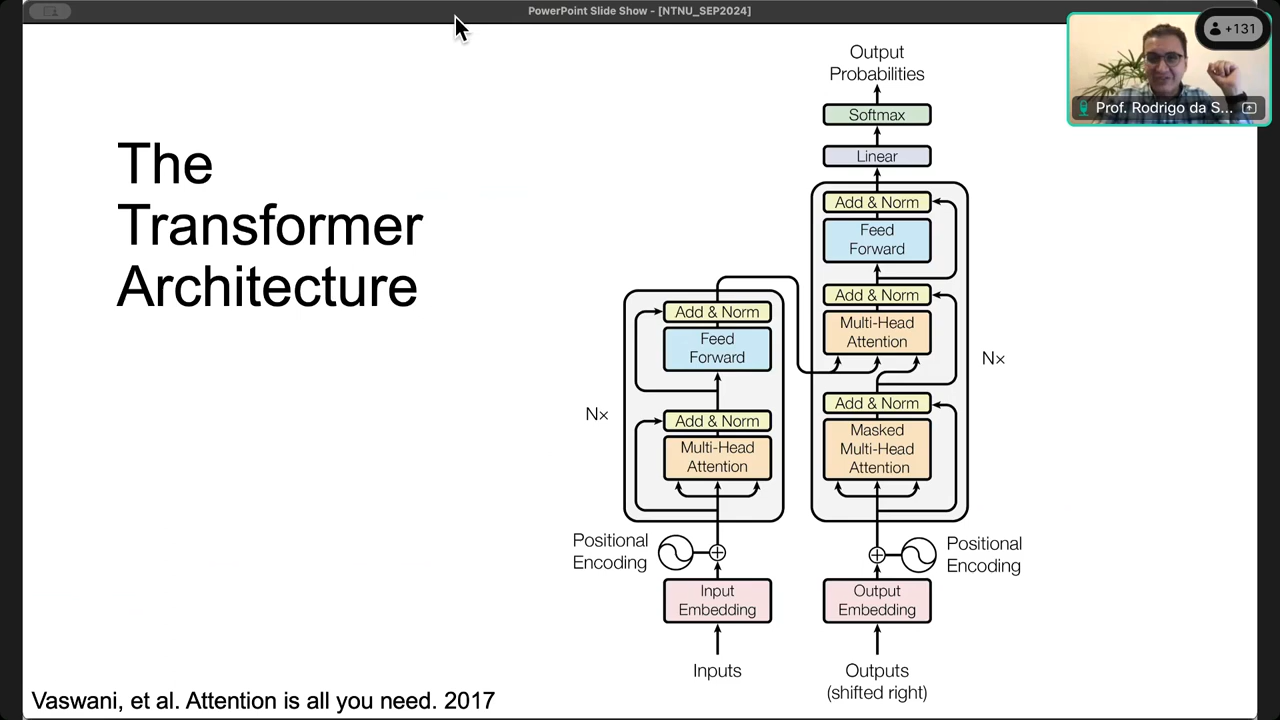 PowerPoint Slide Show - [NTNU_SEP2024]
+131
Prof. Rodrigo da S...
The
Transformer
Architecture
Output
Probabilities
Softmax
Linear
Add & Norm
Feed
Forward
Add & Norm
Multi-Head
Attention
Nx
Add & Norm
Masked
Multi-Head
Attention
Add & Norm
Feed
Forward
Nx
Add & Norm
Multi-Head
Attention
Positional
Encoding
Positional
Encoding
Input
Embedding
Output
Embedding
Inputs
Outputs
(shifted right)
Vaswani, et al. Attention is all you need. 2017